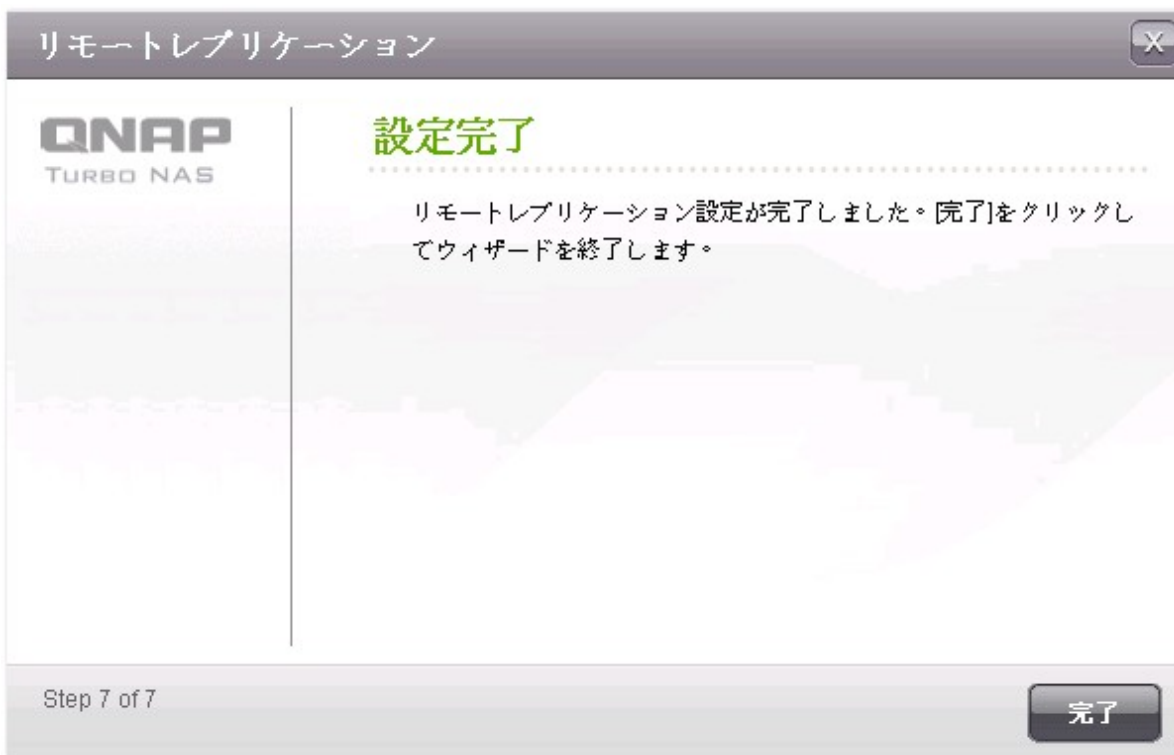 リモートレプリケーション
X
QNAP
TURBO NAS
設定完了
リモートレプリケーション設定が完了しました。[完了]をクリックし
てウィザードを終了します。
Step 7 of 7
完了